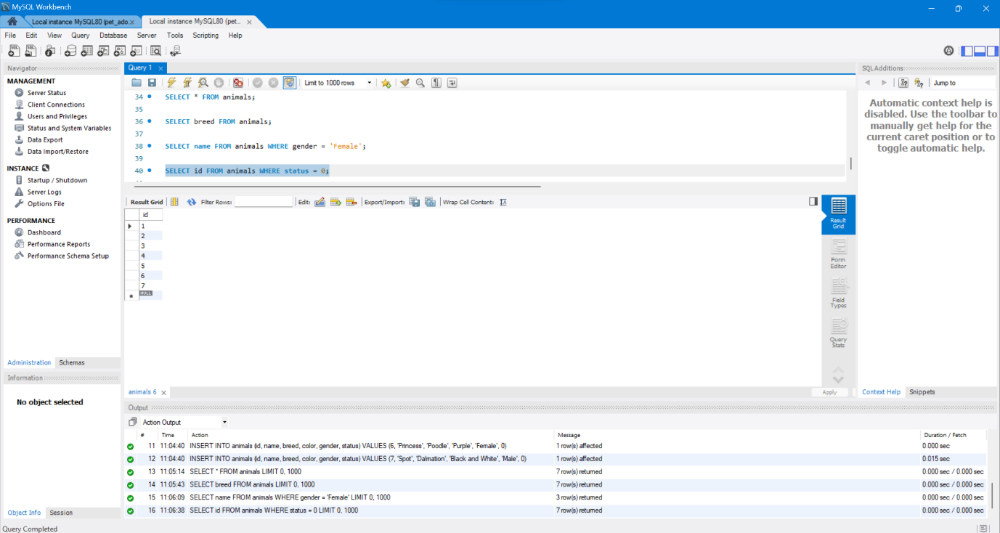 MySQL Workbench
Local instance MySQL80 (pet_ado. x
Local instance MySQL80 (pet... x
File Edit View Query Database Server Tools Scripting Help
Navigator
MANAGEMENT
Server Status
Client Connections
Users and Privileges
Status and System Variables
Data Export
Data Import/Restore
INSTANCE
Startup / Shutdown
Server Logs
Options File
PERFORMANCE
Dashboard
Performance Reports
Performance Schema Setup
Administration Schemas
Information
No object selected
Object Info Session
Query Completed
Query 1 x
Limit to 1000 rows
34 SELECT * FROM animals;
35
36 SELECT breed FROM animals;
37
38 SELECT name FROM animals WHERE gender = 'Female';
39
40 SELECT id FROM animals WHERE status = 0;
Result Grid Filter Rows: Edit: Export/Import: Wrap Cell Content: IA
id
1
2
3
4
5
6
7
NULL
Result Grid
Form Editor
Field Types
Query Stats
animals 6 x
Apply
Output
Action Output
# Time Action Message Duration / Fetch
11 11:04:40 INSERT INTO animals (id, name, breed, color, gender, status) VALUES (6, 'Princess', 'Poodle', 'Purple', 'Female', 0) 1 row(s) affected 0.000 sec
12 11:04:40 INSERT INTO animals (id, name, breed, color, gender, status) VALUES (7, 'Spot', 'Dalmation', 'Black and White', 'Male', 0) 1 row(s) affected 0.015 sec
13 11:05:14 SELECT * FROM animals LIMIT 0, 1000 7 row(s) returned 0.000 sec / 0.000 sec
14 11:05:43 SELECT breed FROM animals LIMIT 0, 1000 7 row(s) returned 0.000 sec / 0.000 sec
15 11:06:09 SELECT name FROM animals WHERE gender = 'Female' LIMIT 0, 1000 3 row(s) returned 0.000 sec / 0.000 sec
16 11:06:38 SELECT id FROM animals WHERE status = 0 LIMIT 0, 1000 7 row(s) returned 0.000 sec / 0.000 sec
SQLAdditions
Jump to
Automatic context help is
disabled. Use the toolbar to
manually get help for the
current caret position or to
toggle automatic help.
Context Help Snippets